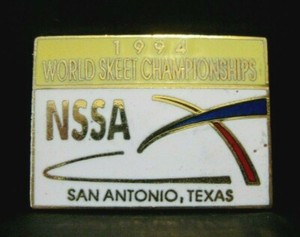 1994
WORLD SKEET CHAMPIONSHIPS
NSSA
SAN ANTONIO, TEXAS